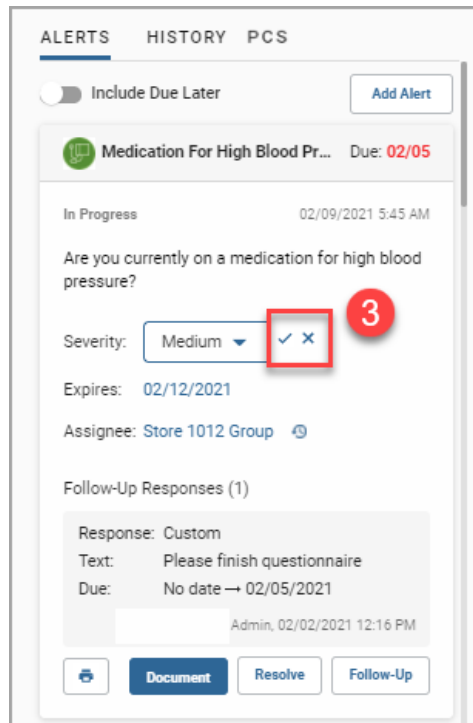 ALERTS HISTORY PCS
Include Due Later Add Alert
Medication For High Blood Pr... Due: 02/05
In Progress 02/09/2021 5:45 AM
Are you currently on a medication for high blood
pressure?
3
Severity: Medium
Expires: 02/12/2021
Assignee: Store 1012 Group
Follow-Up Responses (1)
Response: Custom
Text: Please finish questionnaire
Due: No date → 02/05/2021
Admin, 02/02/2021 12:16 PM
Document Resolve Follow-Up